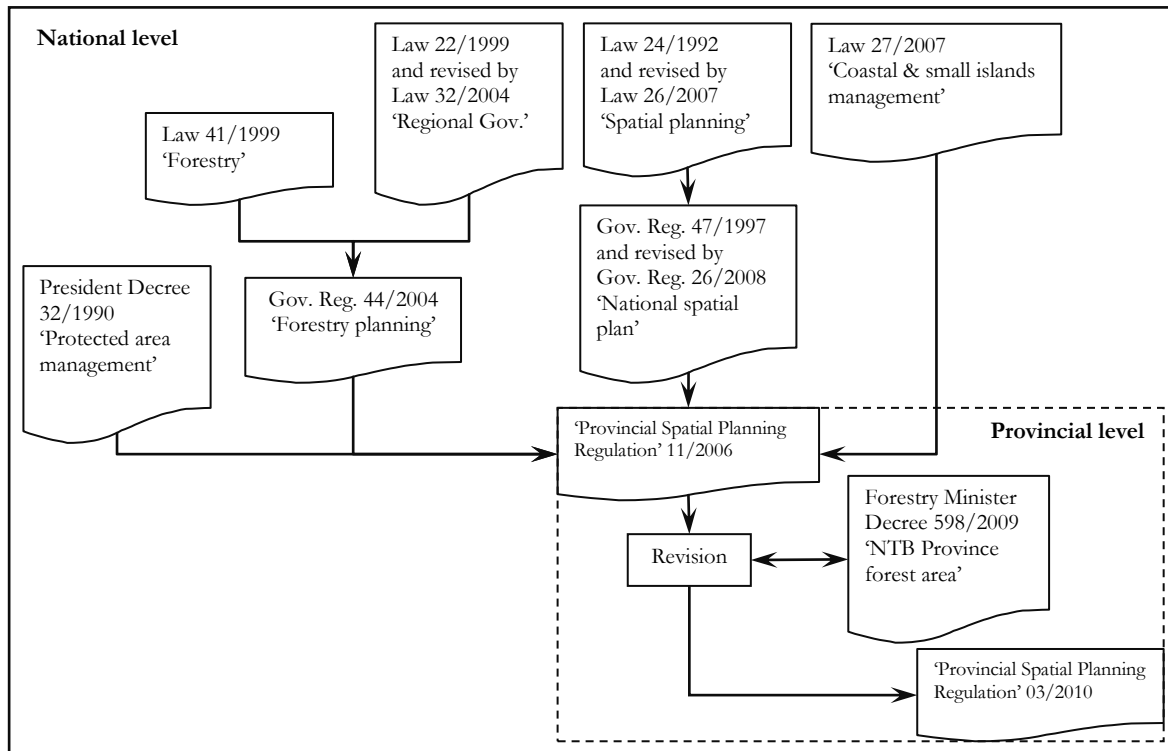 National level
Law 22/1999
and revised by
Law 32/2004
‘Regional Gov.’
Law 24/1992
and revised by
Law 26/2007
‘Spatial planning’
Law 27/2007
‘Coastal & small islands
management’
Law 41/1999
‘Forestry’
Gov. Reg. 47/1997
and revised by
Gov. Reg. 26/2008
‘National spatial
plan’
President Decree
32/1990
‘Protected area
management’
Gov. Reg. 44/2004
‘Forestry planning’
‘Provincial Spatial Planning
Regulation’ 11/2006
Provincial level
Revision
Forestry Minister
Decree 598/2009
‘NTB Province
forest area’
‘Provincial Spatial Planning
Regulation’ 03/2010